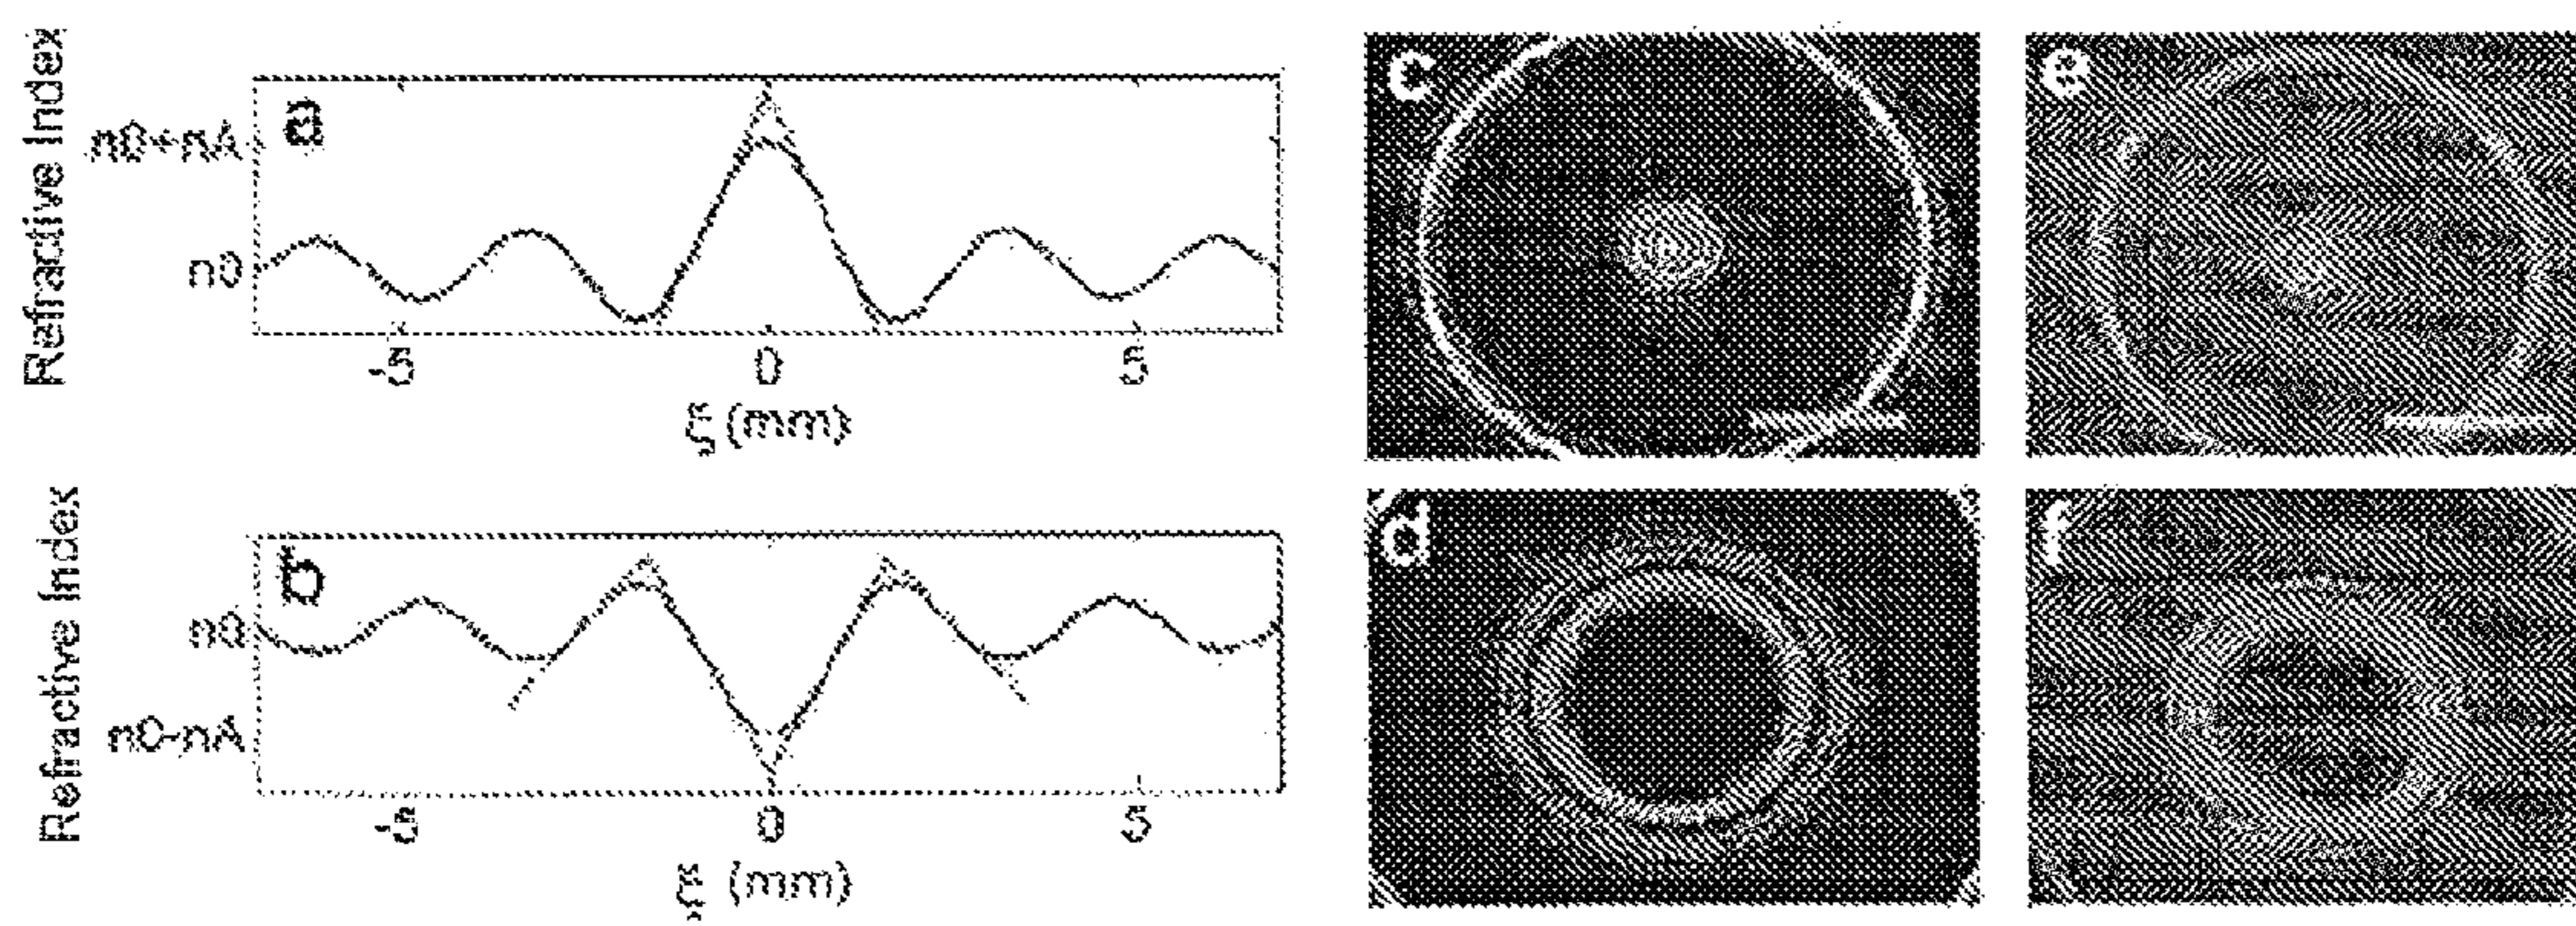 Refractive Index
a
n0+nA
n0
-5 0 5
ξ (mm)
Refractive Index
b
n0
n0-nA
-5 0 5
ξ (mm)
c
e
d
f